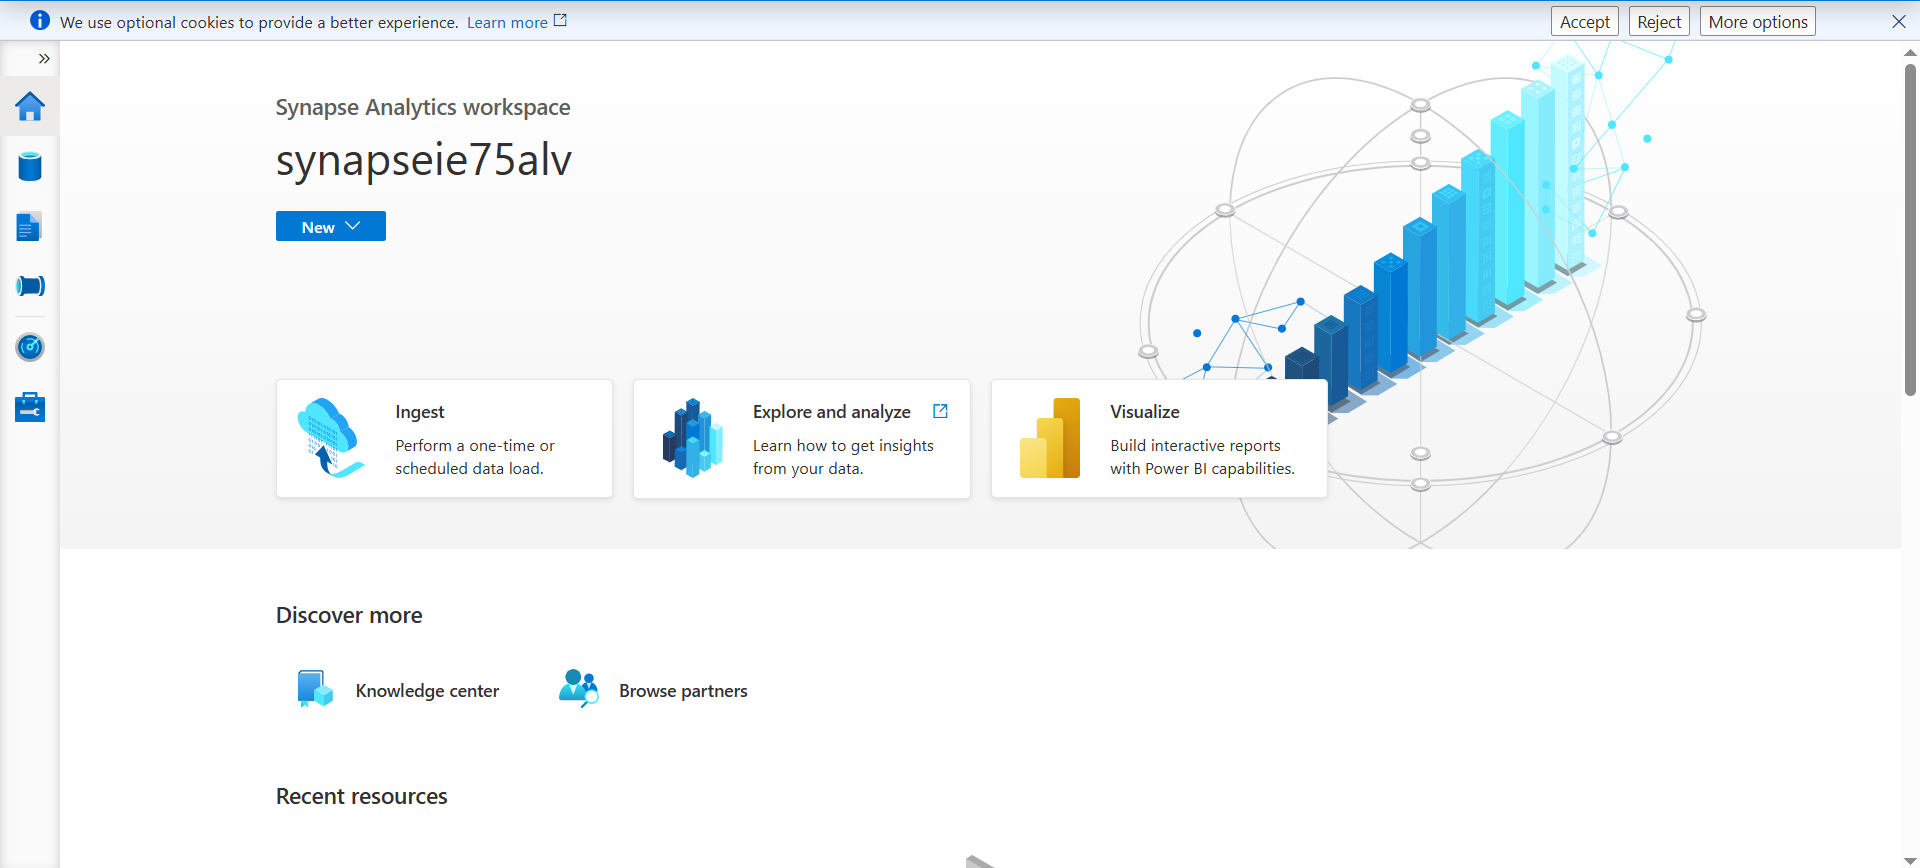 We use optional cookies to provide a better experience. Learn more
Accept
Reject
More options
Synapse Analytics workspace
synapseie75alv
New
Ingest
Perform a one-time or
scheduled data load.
Explore and analyze
Learn how to get insights
from your data.
Visualize
Build interactive reports
with Power BI capabilities.
Discover more
Knowledge center
Browse partners
Recent resources